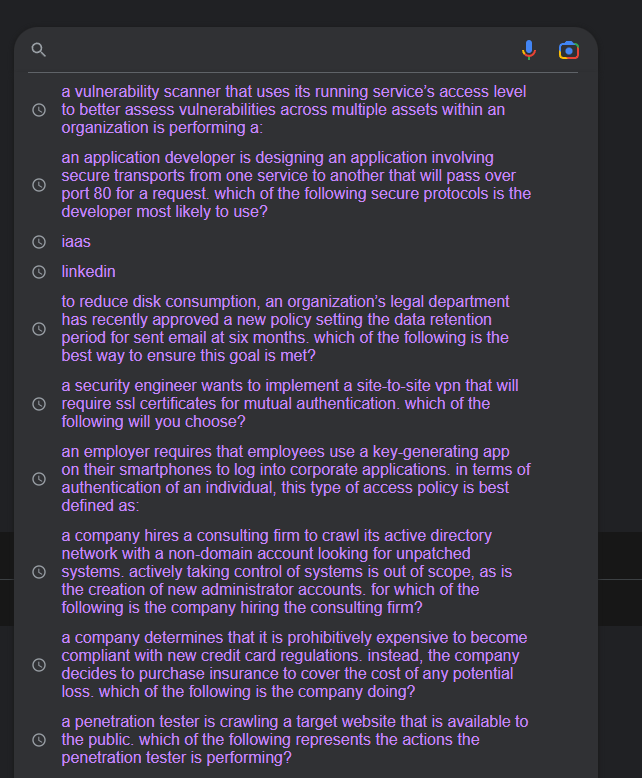 a vulnerability scanner that uses its running service’s access level
to better assess vulnerabilities across multiple assets within an
organization is performing a:
an application developer is designing an application involving
secure transports from one service to another that will pass over
port 80 for a request. which of the following secure protocols is the
developer most likely to use?
iaas
linkedin
to reduce disk consumption, an organization’s legal department
has recently approved a new policy setting the data retention
period for sent email at six months. which of the following is the
best way to ensure this goal is met?
a security engineer wants to implement a site-to-site vpn that will
require ssl certificates for mutual authentication. which of the
following will you choose?
an employer requires that employees use a key-generating app
on their smartphones to log into corporate applications. in terms of
authentication of an individual, this type of access policy is best
defined as:
a company hires a consulting firm to crawl its active directory
network with a non-domain account looking for unpatched
systems. actively taking control of systems is out of scope, as is
the creation of new administrator accounts. for which of the
following is the company hiring the consulting firm?
a company determines that it is prohibitively expensive to become
compliant with new credit card regulations. instead, the company
decides to purchase insurance to cover the cost of any potential
loss. which of the following is the company doing?
a penetration tester is crawling a target website that is available to
the public. which of the following represents the actions the
penetration tester is performing?